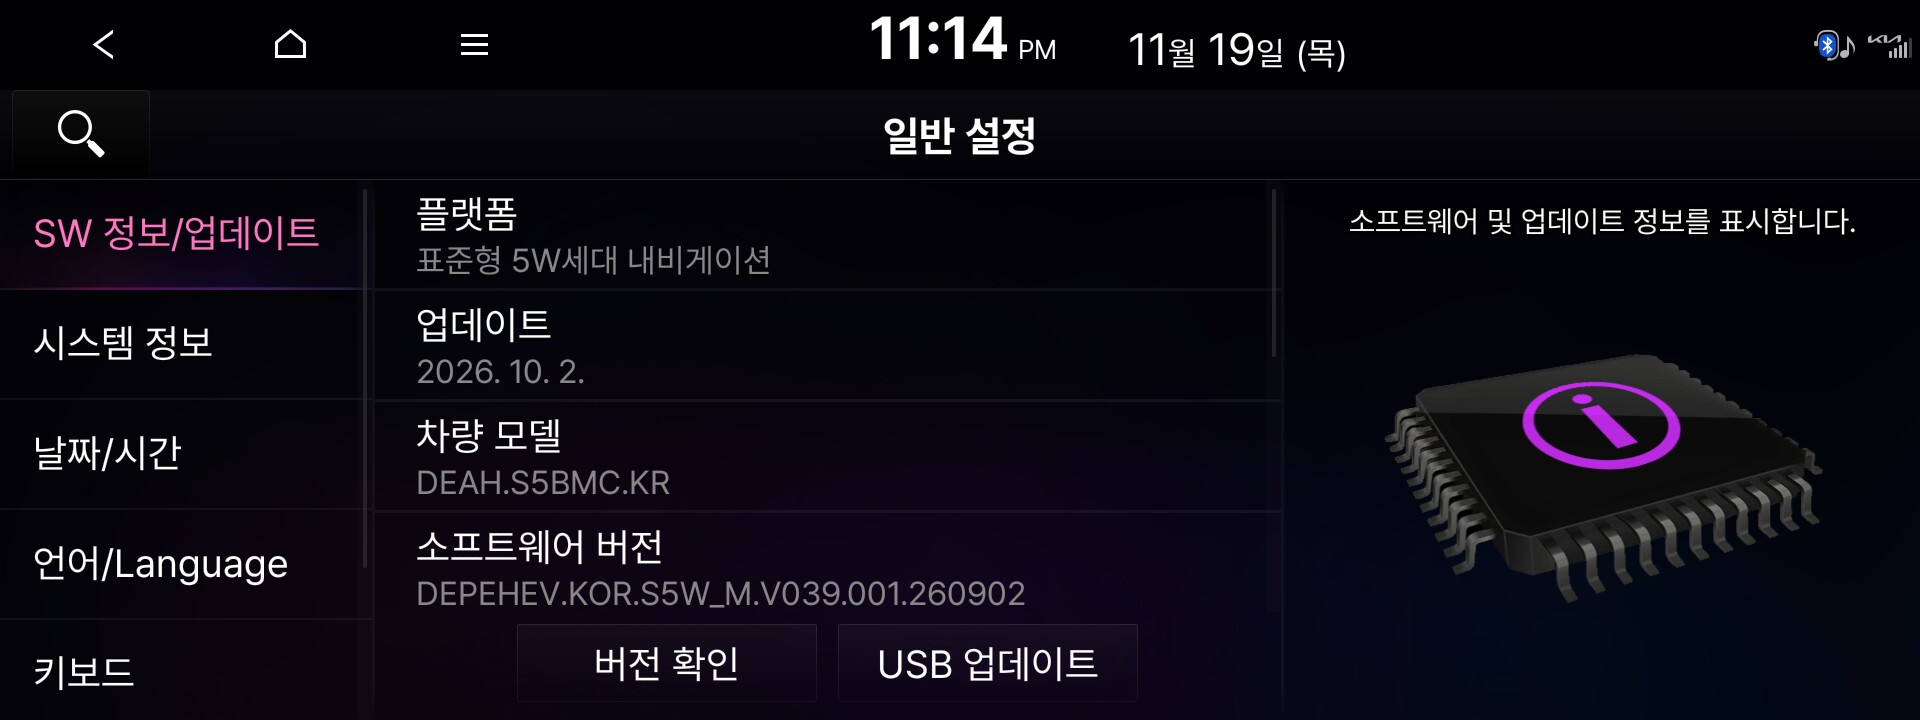 11:14 PM 11월 19일 (목)
KIA
일반 설정
SW 정보/업데이트
시스템 정보
날짜/시간
언어/Language
키보드
플랫폼
표준형 5W세대 내비게이션
업데이트
2026. 10. 2.
차량 모델
DEAH.S5BMC.KR
소프트웨어 버전
DEPEHEV.KOR.S5W_M.V039.001.260902
버전 확인
USB 업데이트
소프트웨어 및 업데이트 정보를 표시합니다.
i